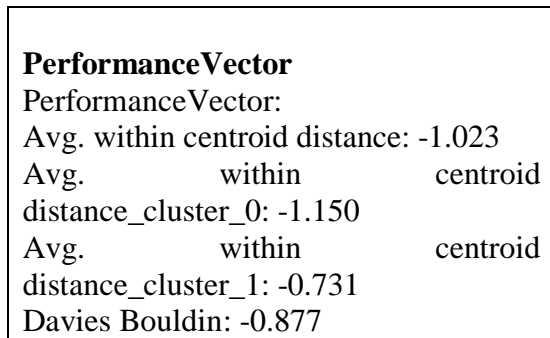 PerformanceVector
PerformanceVector:
Avg. within centroid distance: -1.023
Avg. within centroid
distance_cluster_0: -1.150
Avg. within centroid
distance_cluster_1: -0.731
Davies Bouldin: -0.877